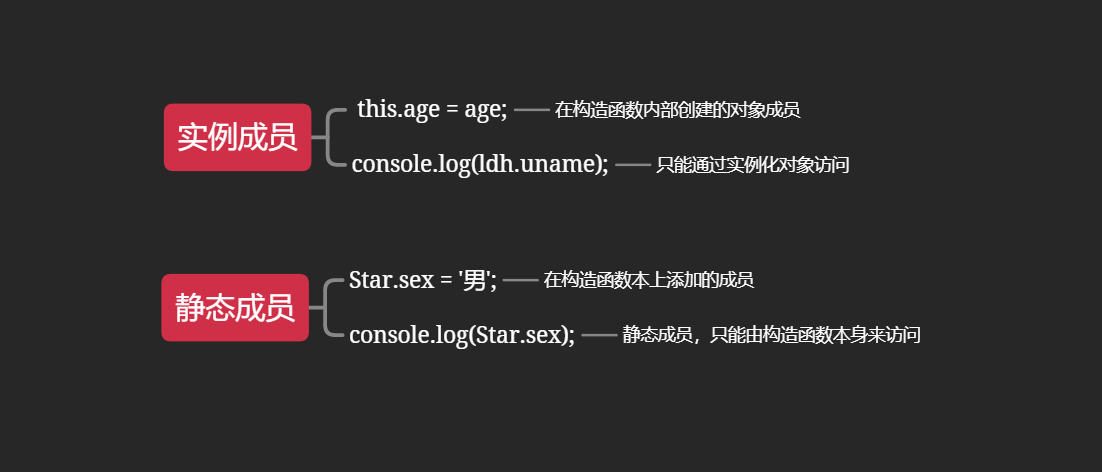 实例成员
this.age = age;
在构造函数内部创建的对象成员
console.log(ldh.uname);
只能通过实例化对象访问
静态成员
Star.sex = '男';
在构造函数本上添加的成员
console.log(Star.sex);
静态成员，只能由构造函数本身来访问